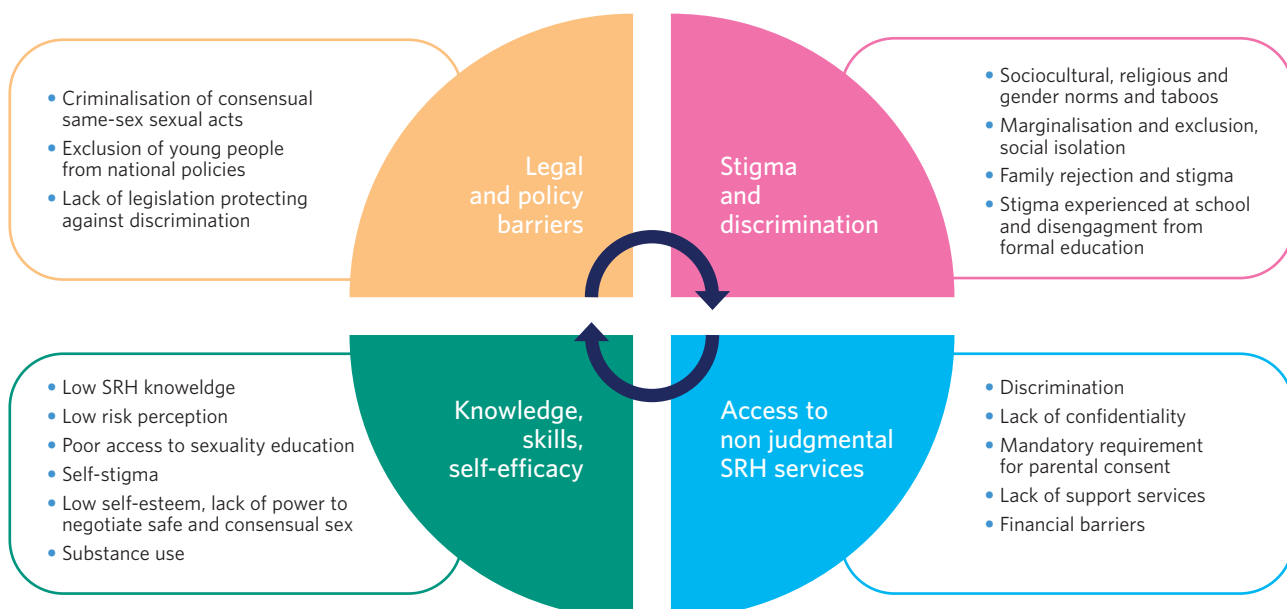 Criminalisation of consensual
same-sex sexual acts
Exclusion of young people
from national policies
Lack of legislation protecting
against discrimination
Legal
and policy
barriers
Stigma
and
discrimination
Sociocultural, religious and
gender norms and taboos
Marginalisation and exclusion,
social isolation
Family rejection and stigma
Stigma experienced at school
and disengagment from
formal education
Low SRH knoweldge
Low risk perception
Poor access to sexuality education
Self-stigma
Low self-esteem, lack of power to
negotiate safe and consensual sex
Substance use
Knowledge,
skills,
self-efficacy
Access to
non judgmental
SRH services
Discrimination
Lack of confidentiality
Mandatory requirement
for parental consent
Lack of support services
Financial barriers